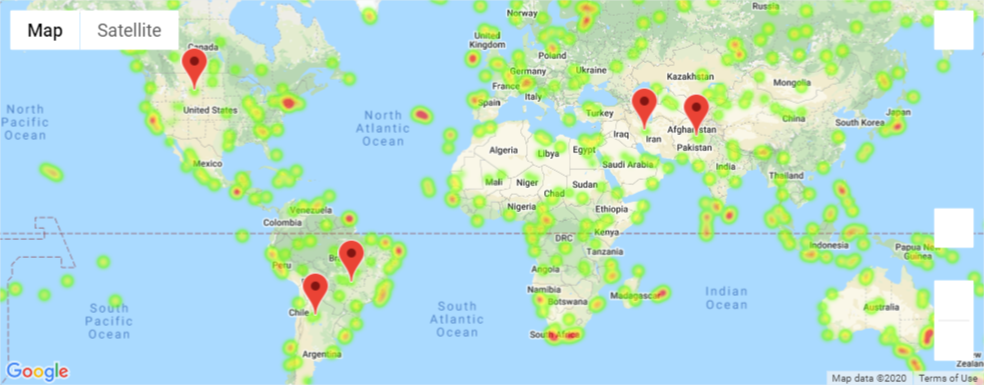 Map
Satellite
Norway
Russia
Canada
United
Kingdom
Poland
Germany
Ukraine
Kazakhstan
Mongolia
France
Italy
North
Pacific
Ocean
United States
Spain
Turkey
North
Atlantic
Ocean
China
Japan
South Korea
Afghanistan
Iraq
Iran
Pakistan
Algeria
Libya
Egypt
Mexico
Saudi Arabia
India
Thailand
Mali
Niger
Chad
Sudan
Nigeria
Ethiopia
Venezuela
Colombia
DRC
Kenya
Indonesia
Papua New
Guinea
Tanzania
Peru
Angola
Namibia
Botswana
Madagascar
Indian
Ocean
Australia
Chile
South
Pacific
Ocean
South
Atlantic
Ocean
South Africa
Argentina
Google
Map data ©2020
Terms of Use